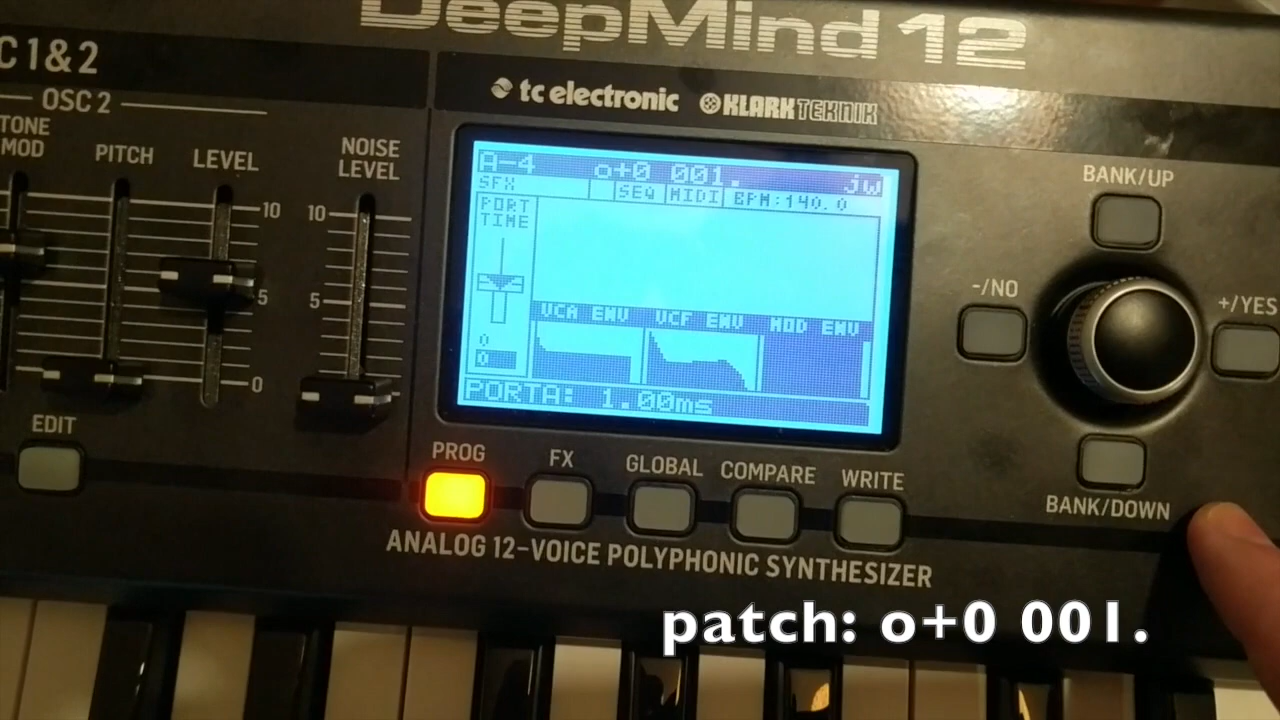 DeepMind 12
C 1 & 2
tc electronic KLARK TEKNIK
OSC 2
TONE MOD
PITCH
LEVEL
NOISE LEVEL
10
5
0
10
5
A-4 o+0 001. jw
SFX SEQ MIDI BPM:140.0
PORT TIME
VCA ENV VCF ENV MOD ENV
0
0
PORTA: 1.00ms
BANK/UP
-/NO
+/YES
BANK/DOWN
EDIT
PROG
FX
GLOBAL
COMPARE
WRITE
ANALOG 12-VOICE POLYPHONIC SYNTHESIZER
patch: o+0 001.